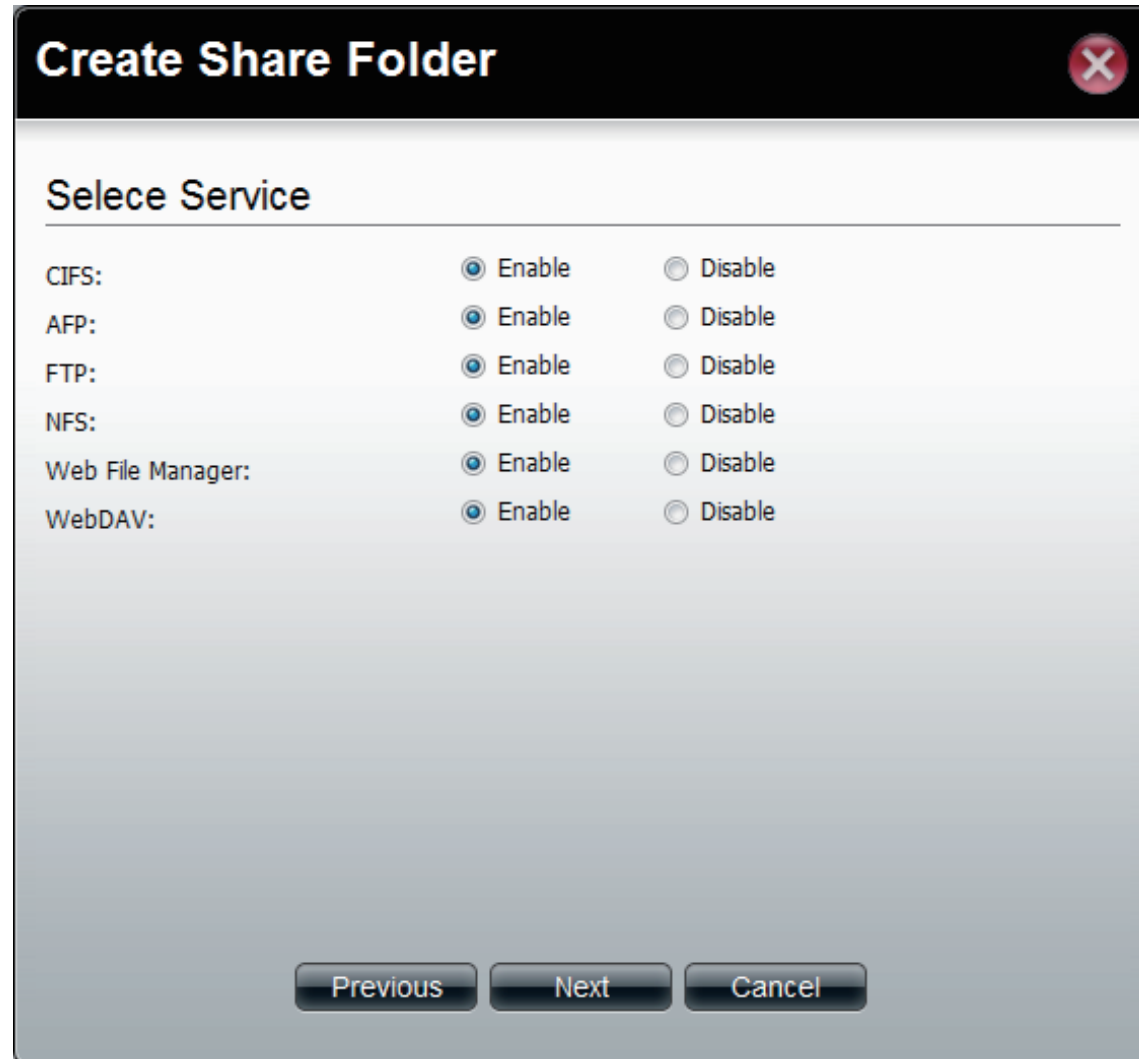 Create Share Folder
Selece Service
CIFS: Enable Disable
AFP: Enable Disable
FTP: Enable Disable
NFS: Enable Disable
Web File Manager: Enable Disable
WebDAV: Enable Disable
Previous Next Cancel